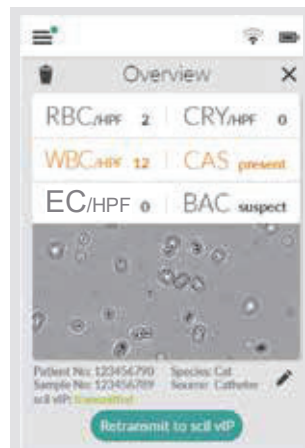 Overview
RBC/HPF 2 CRY/HPF 0
WBC/HPF 12 CAS present
EC/HPF 0 BAC suspect
Patient No: 123456790 Species: Cat
Sample No: 123456789 Source: Catheter
scil vIP: transmitted
Retransmit to scil vIP